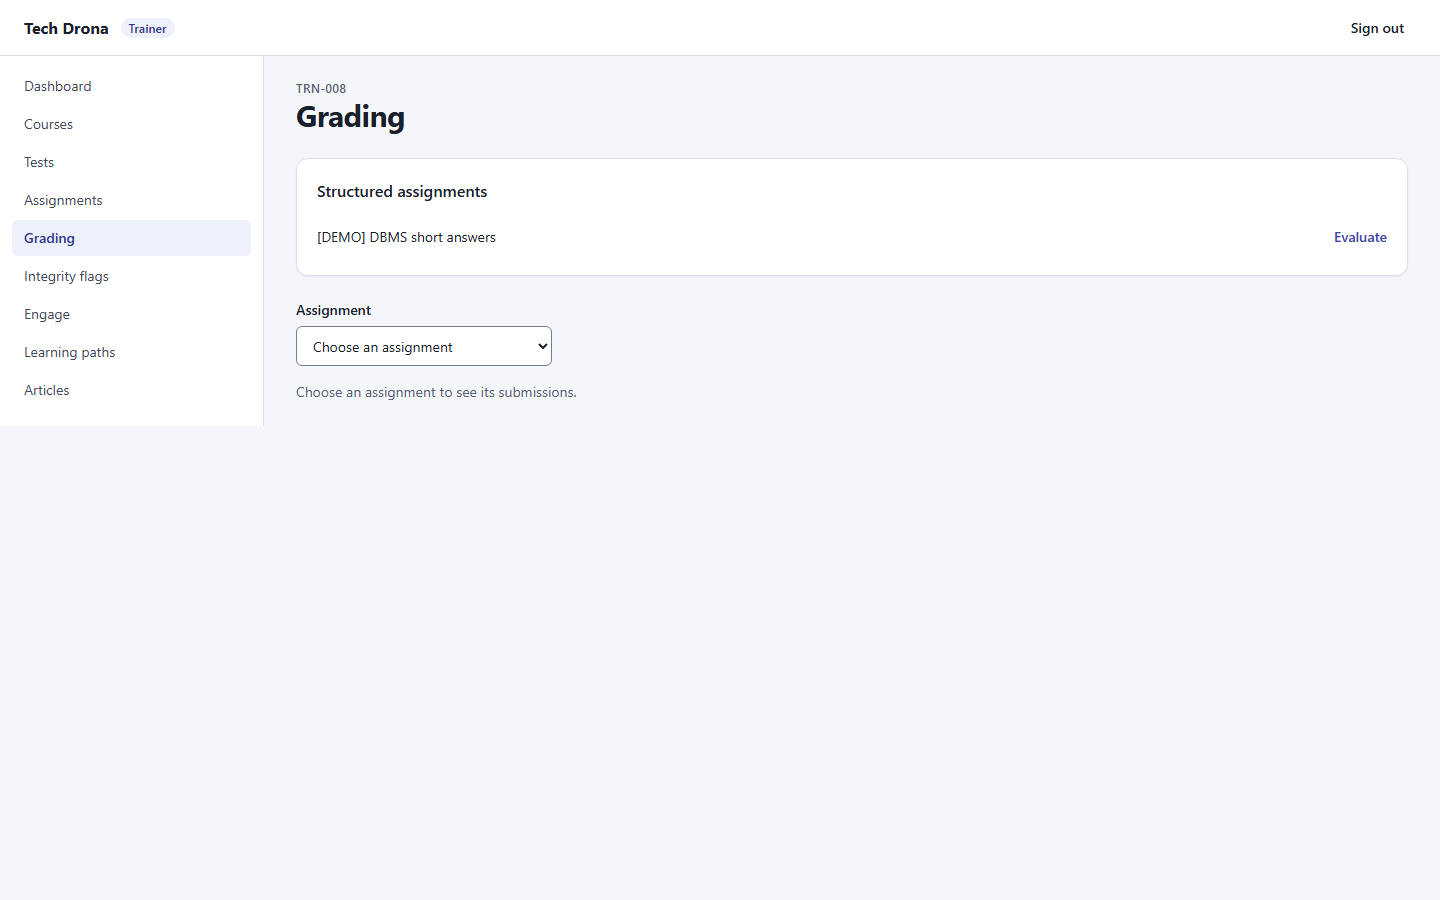 Tech Drona Trainer Sign out
Dashboard
Courses
Tests
Assignments
Grading
Integrity flags
Engage
Learning paths
Articles
TRN-008
Grading
Structured assignments
[DEMO] DBMS short answers Evaluate
Assignment
Choose an assignment
Choose an assignment to see its submissions.